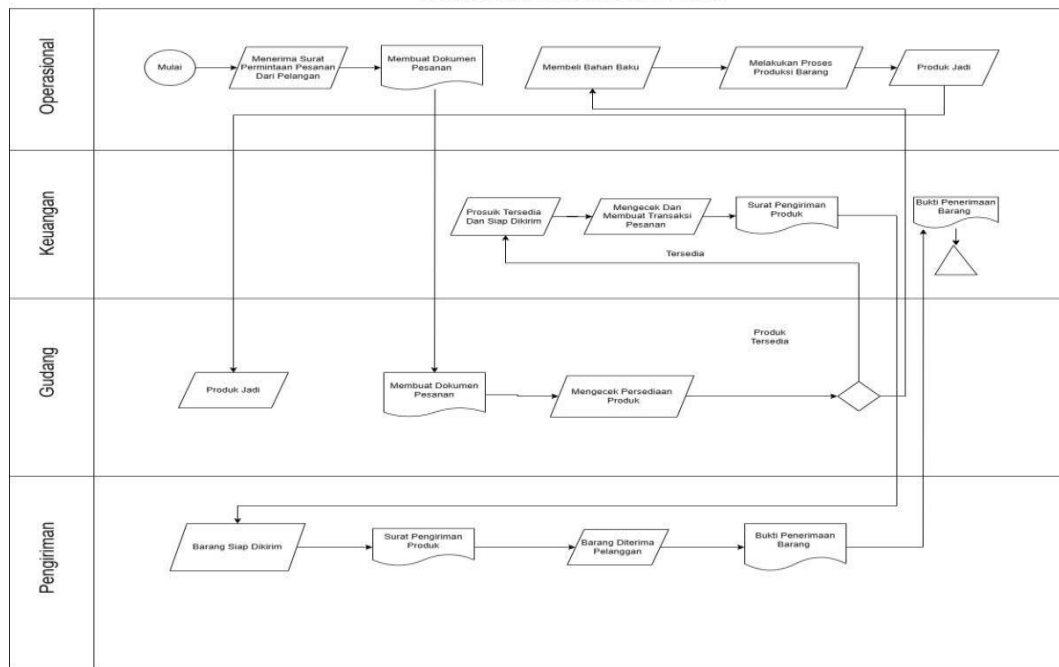 Operasional
Mulai
Menerima Surat
Permintaan Pesanan
Dari Pelangan
Membuat Dokumen
Pesanan
Membeli Bahan Baku
Melakukan Proses
Produksi Barang
Produk Jadi
Keuangan
Prosuik Tersedia
Dan Siap Dikirim
Mengecek Dan
Membuat Transaksi
Pesanan
Surat Pengiriman
Produk
Bukti Penerimaan
Barang
Tersedia
Gudang
Produk
Tersedia
Produk Jadi
Membuat Dokumen
Pesanan
Mengecek Persediaan
Produk
Pengiriman
Barang Siap Dikirim
Surat Pengiriman
Produk
Barang Diterima
Pelanggan
Bukti Penerimaan
Barang